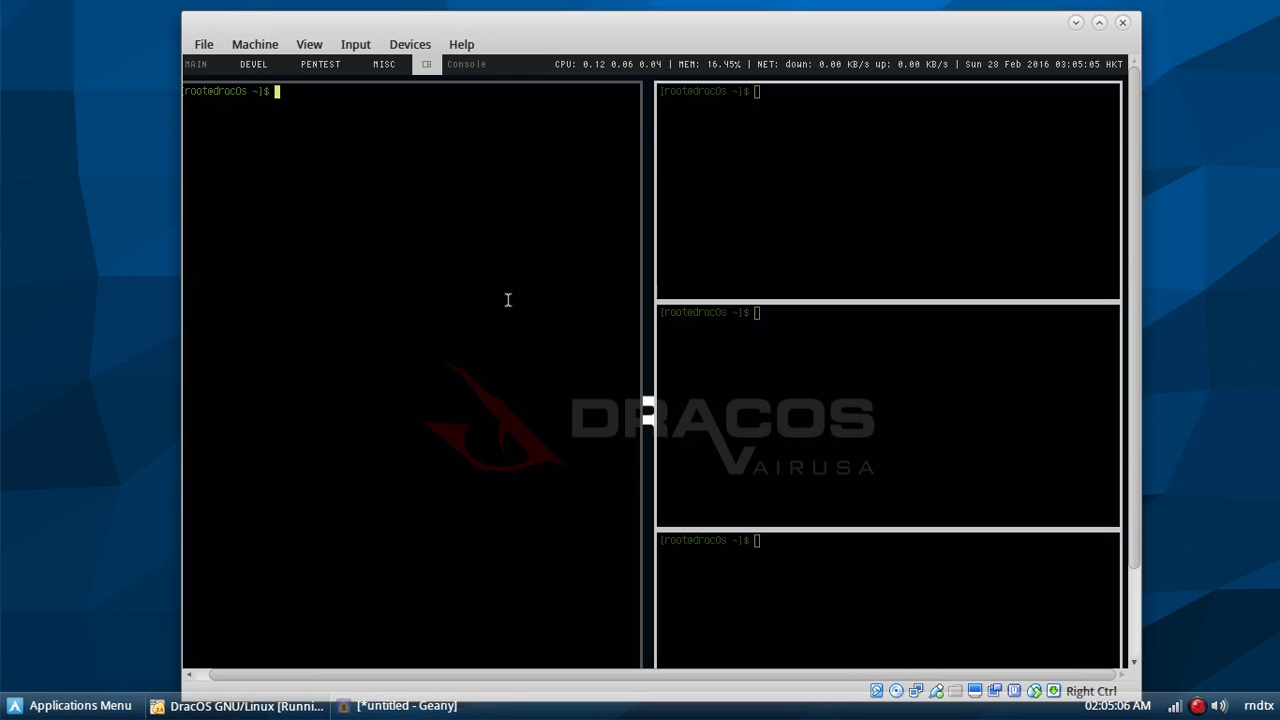 File Machine View Input Devices Help
MAIN DEVEL PENTEST MISC Console CPU: 0.12 0.06 0.04 | MEM: 16.45% | NET: down: 0.00 KB/s up: 0.00 KB/s | Sun 28 Feb 2016 03:05:05 HKT
[root@dracOs ~]$
[root@dracOs ~]$
[root@dracOs ~]$
DRACOS
VAIRUSA
[root@dracOs ~]$
Right Ctrl
Applications Menu DracOS GNU/Linux [Runni... [*untitled - Geany] 02:05:06 AM rndtx